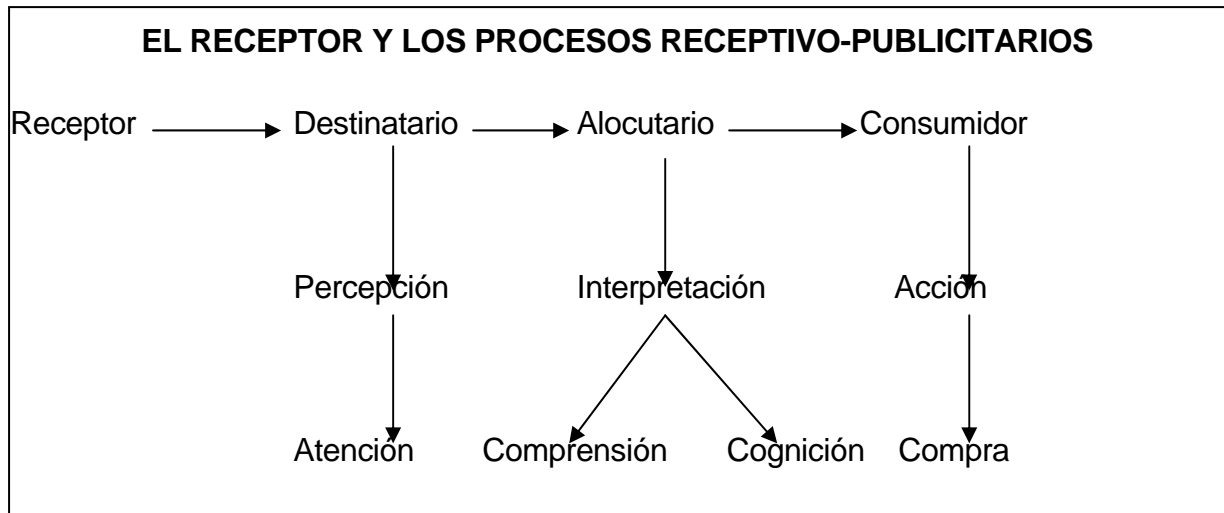 EL RECEPTOR Y LOS PROCESOS RECEPTIVO-PUBLICITARIOS
Receptor Destinatario Alocutario Consumidor
Percepción Interpretación Acción
Atención Comprensión Cognición Compra